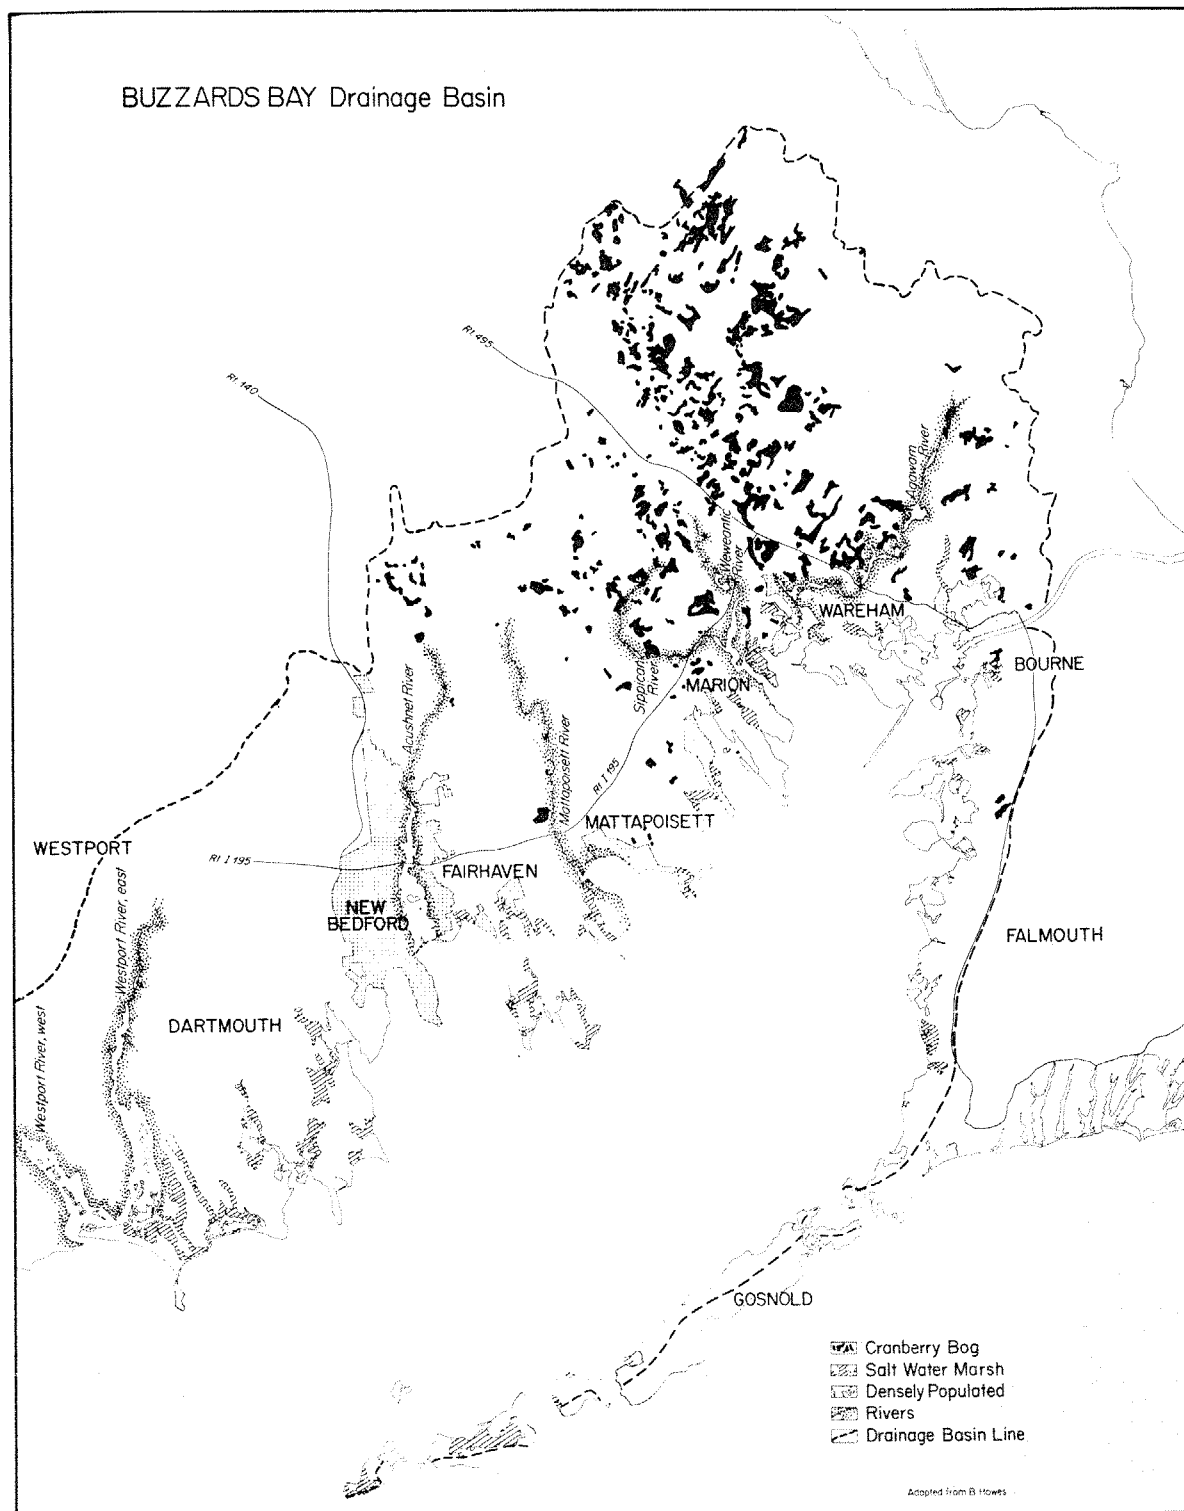 BUZZARDS BAY Drainage Basin
Rt. 495
Rt. 140
Agawam
River
Weweantic
River
WAREHAM
BOURNE
Sippican
River
MARION
Acushnet River
Mattapoisett River
Rt. I 195
MATTAPOISETT
WESTPORT
Rt. I 195
FAIRHAVEN
Westport River, east
NEW
BEDFORD
FALMOUTH
DARTMOUTH
Westport River, west
GOSNOLD
Cranberry Bog
Salt Water Marsh
Densely Populated
Rivers
Drainage Basin Line
Adapted from B. Howes